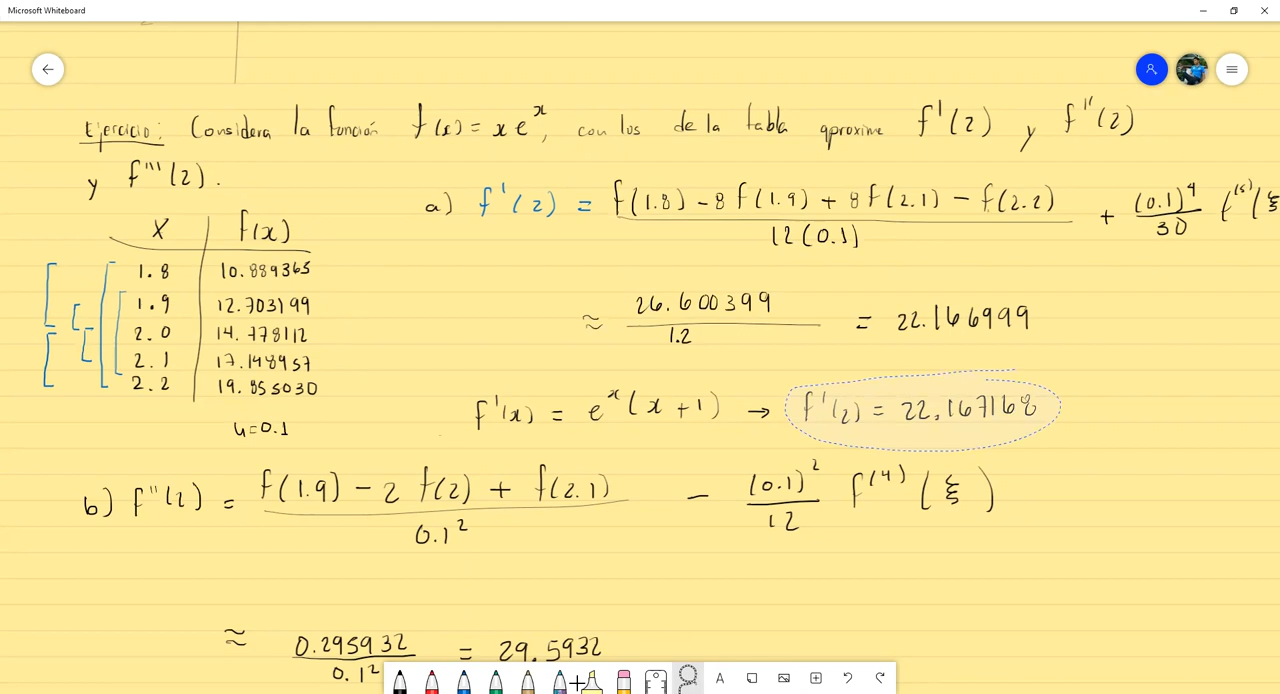 Microsoft Whiteboard
Ejercicio: Considera la función f(x) = x e^x, con los de la tabla aproxime f'(2) y f''(2)
y f'''(2).
a) f'(2) = f(1.8) - 8 f(1.9) + 8 f(2.1) - f(2.2) / 12(0.1) + (0.1)^4 / 30 f^(5)(ξ
x | f(x)
1.8 | 10.889365
1.9 | 12.703199
2.0 | 14.778112
2.1 | 17.148957
2.2 | 19.855030
h=0.1
≈ 26.600399 / 1.2 = 22.166999
f'(x) = e^x (x+1) → f'(2) = 22.167168
b) f''(2) = f(1.9) - 2 f(2) + f(2.1) / 0.1^2 - (0.1)^2 / 12 f^(4)(ξ)
≈ 0.295932 / 0.1^2 = 29.5932
A